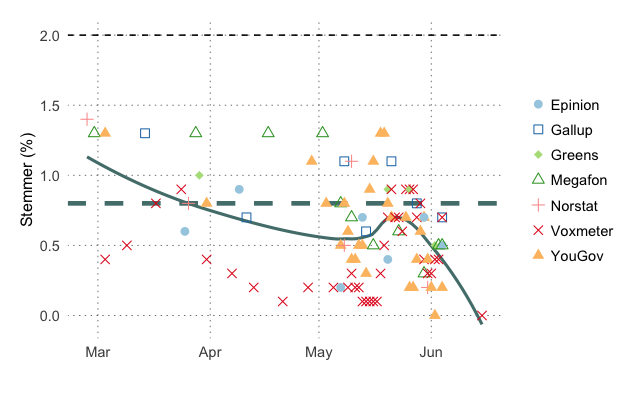 2.0
1.5
1.0
0.5
0.0
Stemmer (%)
Mar
Apr
May
Jun
Epinion
Gallup
Greens
Megafon
Norstat
Voxmeter
YouGov